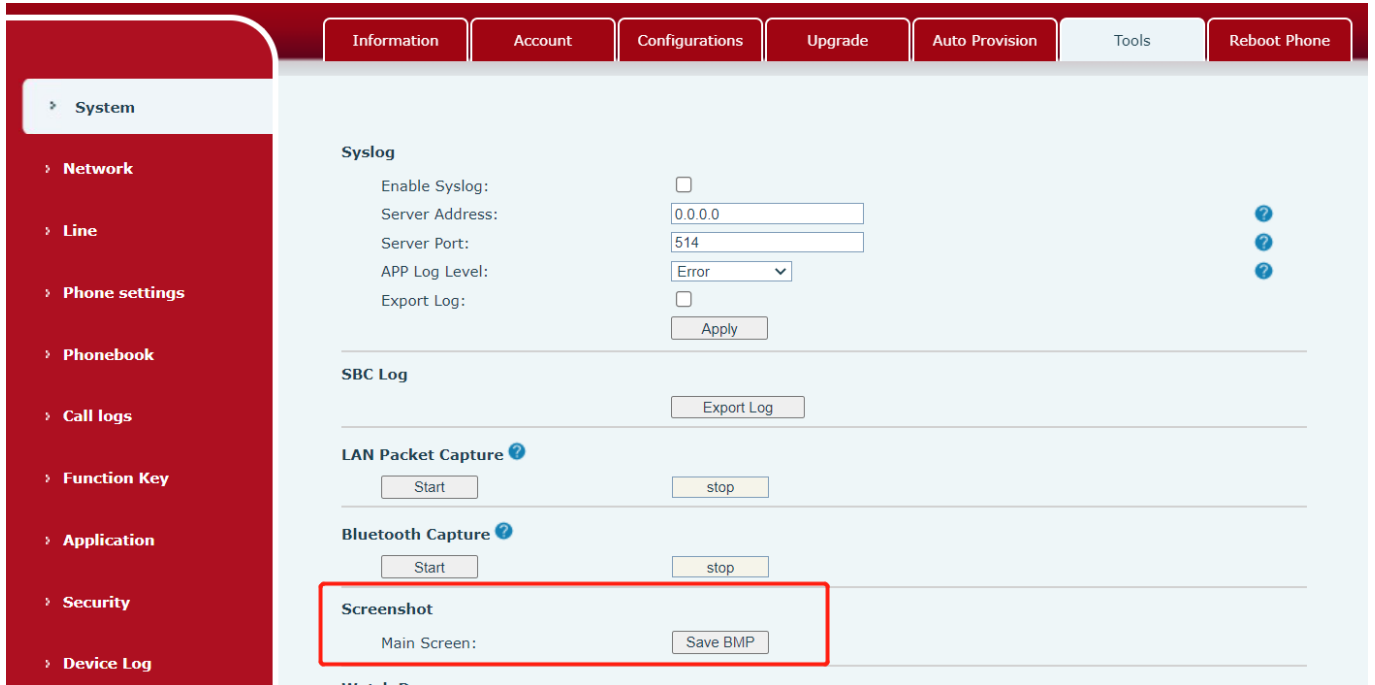 Information Account Configurations Upgrade Auto Provision Tools Reboot Phone
System
Network
Line
Phone settings
Phonebook
Call logs
Function Key
Application
Security
Device Log
Syslog
Enable Syslog:
Server Address: 0.0.0.0
Server Port: 514
APP Log Level: Error
Export Log:
Apply
SBC Log
Export Log
LAN Packet Capture
Start stop
Bluetooth Capture
Start stop
Screenshot
Main Screen: Save BMP